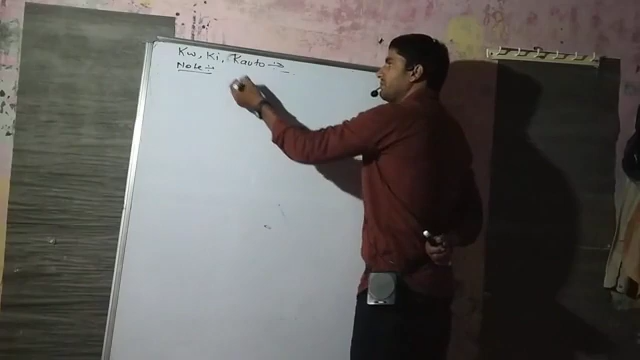 Kw, Ki, Kauto →
Note :→